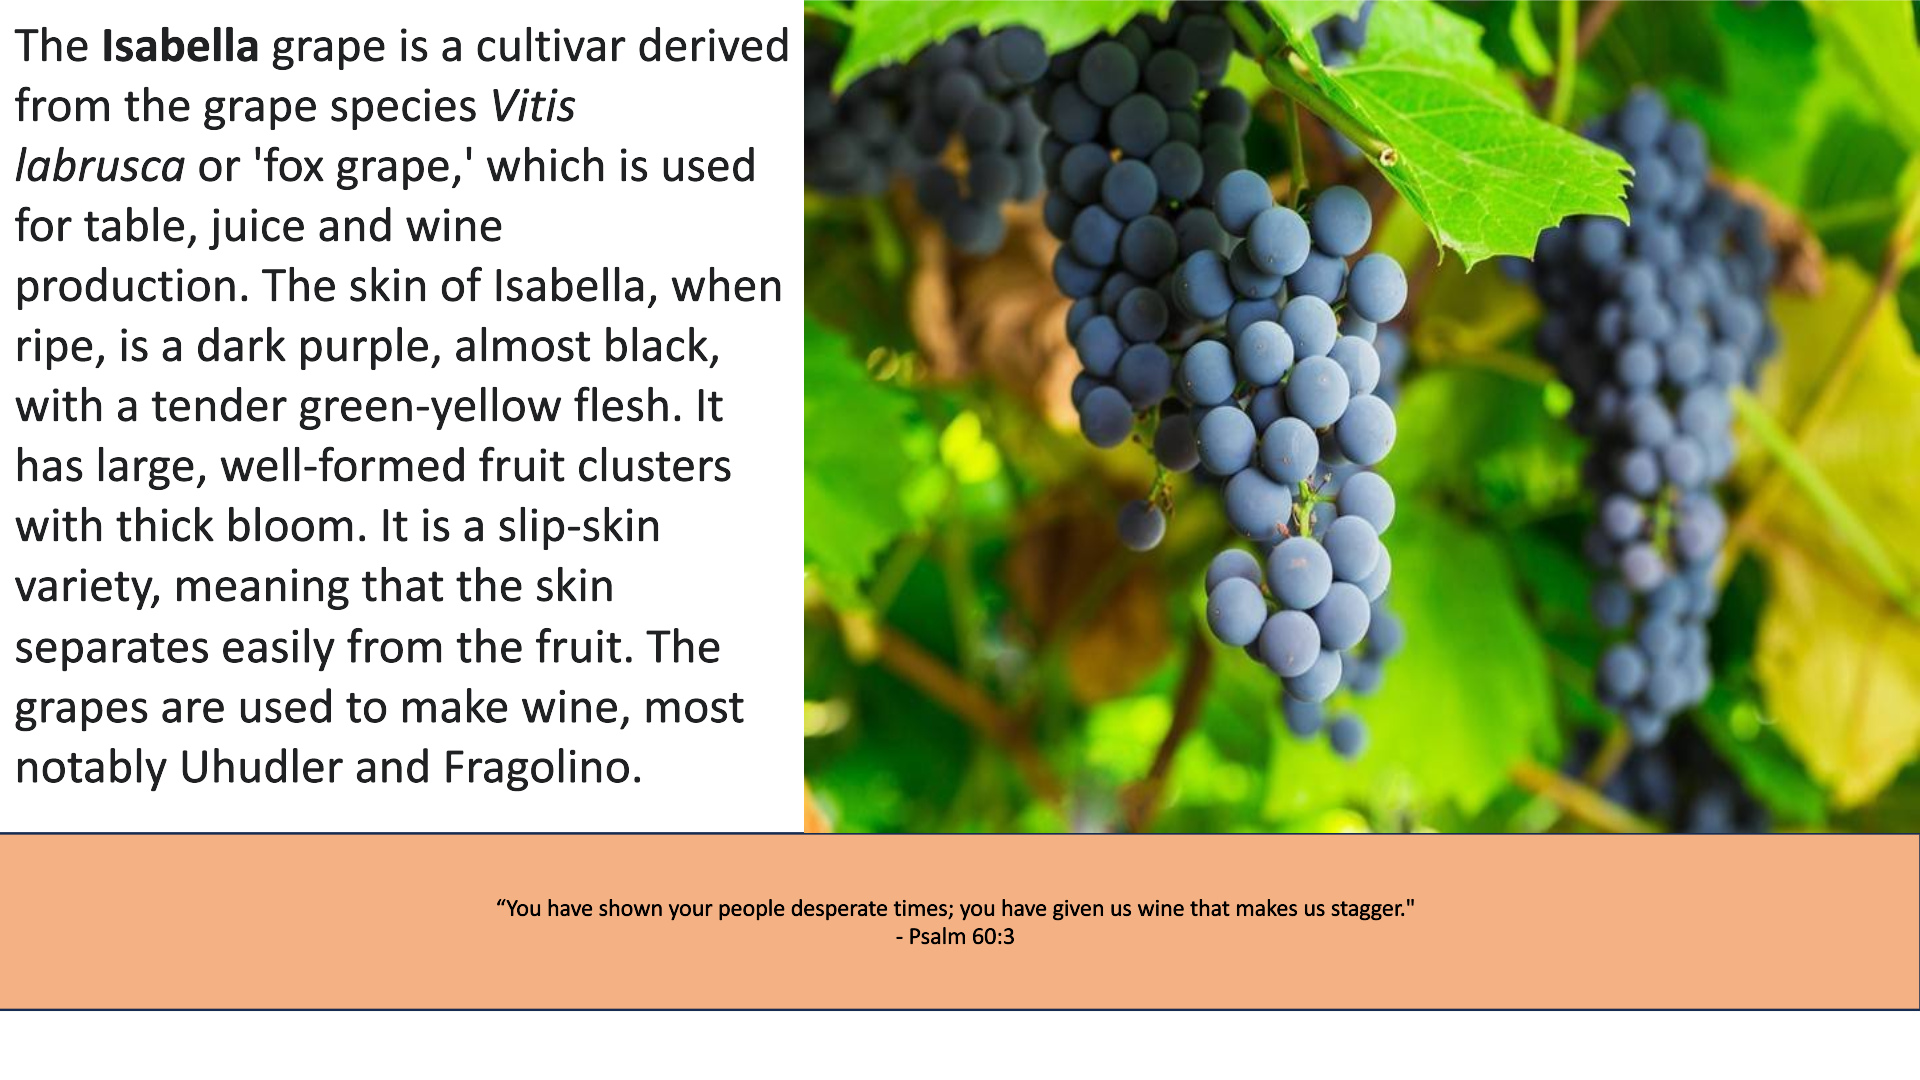 The Isabella grape is a cultivar derived
from the grape species Vitis
labrusca or 'fox grape,' which is used
for table, juice and wine
production. The skin of Isabella, when
ripe, is a dark purple, almost black,
with a tender green-yellow flesh. It
has large, well-formed fruit clusters
with thick bloom. It is a slip-skin
variety, meaning that the skin
separates easily from the fruit. The
grapes are used to make wine, most
notably Uhudler and Fragolino.
“You have shown your people desperate times; you have given us wine that makes us stagger."
- Psalm 60:3